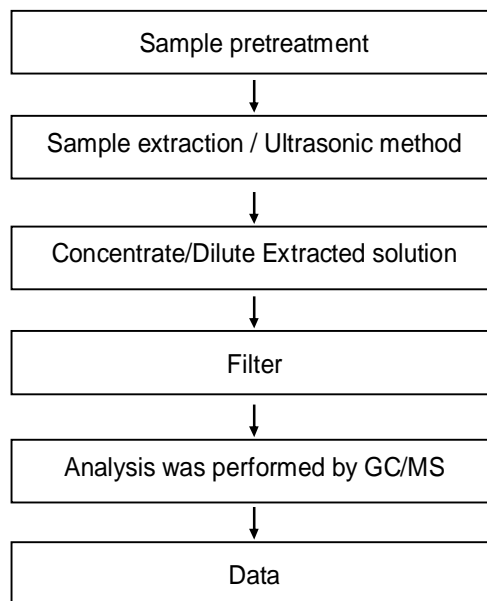 Sample pretreatment
Sample extraction / Ultrasonic method
Concentrate/Dilute Extracted solution
Filter
Analysis was performed by GC/MS
Data